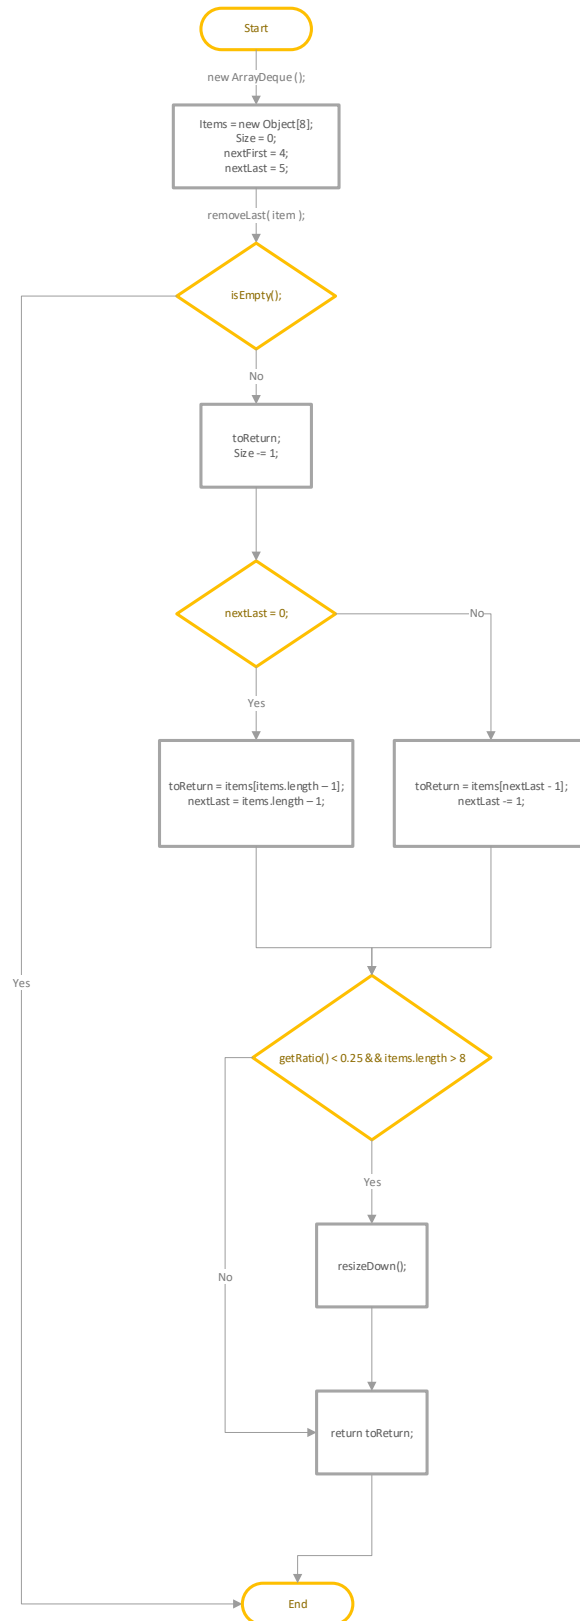 Start
new ArrayDeque ();
Items = new Object[8];
Size = 0;
nextFirst = 4;
nextLast = 5;
removeLast( item );
isEmpty();
No
toReturn;
Size -= 1;
nextLast = 0;
No
Yes
toReturn = items[items.length – 1];
nextLast = items.length – 1;
toReturn = items[nextLast - 1];
nextLast -= 1;
Yes
getRatio() < 0.25 && items.length > 8
Yes
resizeDown();
No
return toReturn;
End